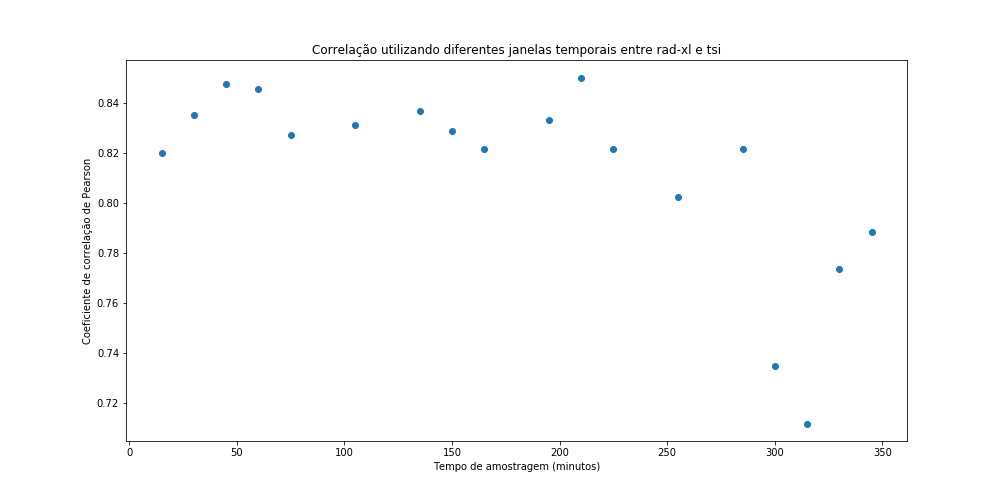 Correlação utilizando diferentes janelas temporais entre rad-xl e tsi
Coeficiente de correlação de Pearson
0.84
0.82
0.80
0.78
0.76
0.74
0.72
0 50 100 150 200 250 300 350
Tempo de amostragem (minutos)